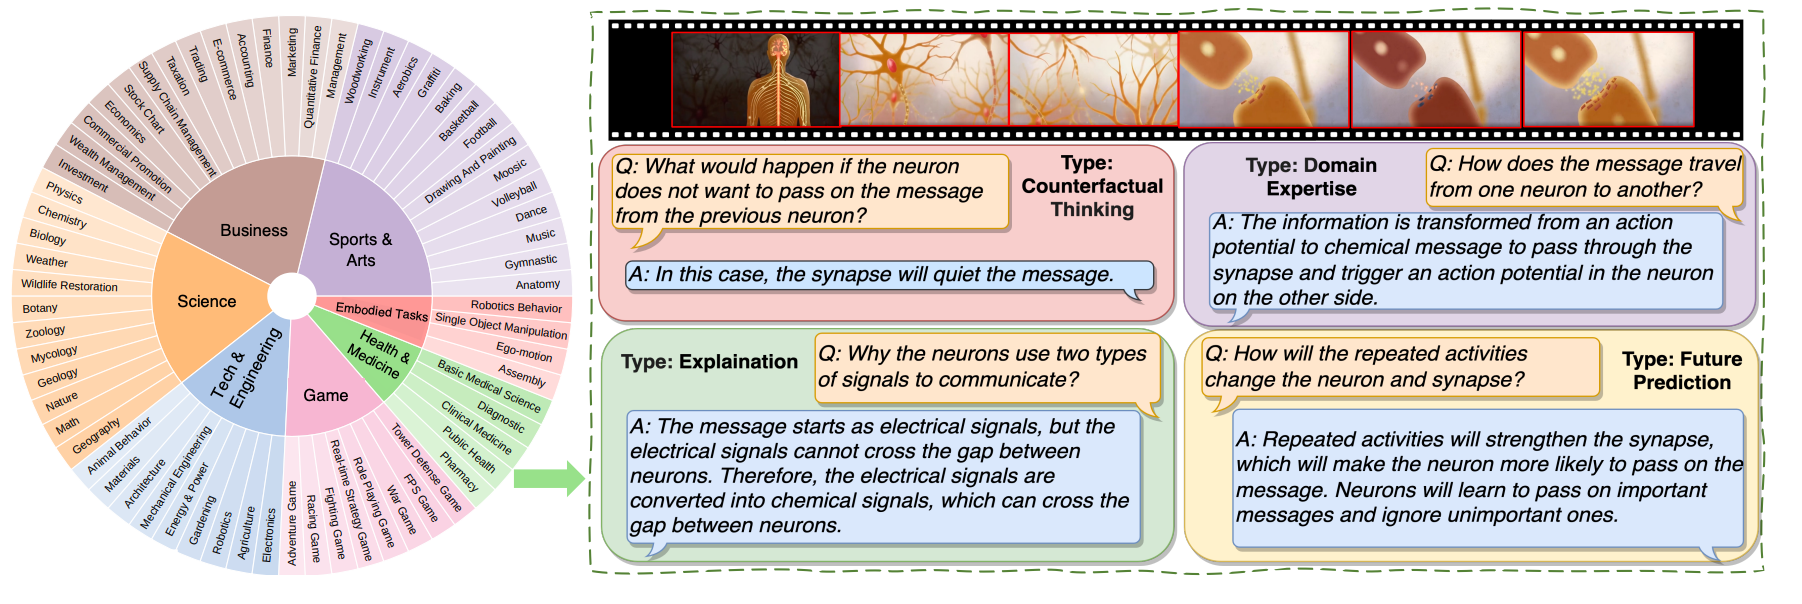 Business
Sports &
Arts
Science
Embodied Tasks
Health &
Medicine
Tech &
Engineering
Game
Investment
Wealth Management
Commercial Promotion
Economics
Stock Chart
Supply Chain Management
Taxation
Trading
E-commerce
Accounting
Finance
Marketing
Quantitative Finance
Management
Woodworking
Instrument
Aerobics
Graffiti
Baking
Basketball
Football
Drawing And Painting
Moosic
Volleyball
Dance
Music
Gymnastic
Anatomy
Robotics Behavior
Single Object Manipulation
Ego-motion
Assembly
Basic Medical Science
Diagnostic
Clinical Medicine
Public Health
Pharmacy
Tower Defense Game
FPS Game
War Game
Role Playing Game
Real-time Strategy Game
Fighting Game
Racing Game
Adventure Game
Electronics
Agriculture
Robotics
Gardening
Energy & Power
Mechanical Engineering
Architecture
Materials
Animal Behavior
Geography
Math
Nature
Geology
Mycology
Zoology
Botany
Wildlife Restoration
Weather
Biology
Chemistry
Physics
Q: What would happen if the neuron
does not want to pass on the message
from the previous neuron?
Type:
Counterfactual
Thinking
A: In this case, the synapse will quiet the message.
Type: Domain
Expertise
Q: How does the message travel
from one neuron to another?
A: The information is transformed from an action
potential to chemical message to pass through the
synapse and trigger an action potential in the neuron
on the other side.
Type: Explaination
Q: Why the neurons use two types
of signals to communicate?
A: The message starts as electrical signals, but the
electrical signals cannot cross the gap between
neurons. Therefore, the electrical signals are
converted into chemical signals, which can cross the
gap between neurons.
Q: How will the repeated activities
change the neuron and synapse?
Type: Future
Prediction
A: Repeated activities will strengthen the synapse,
which will make the neuron more likely to pass on the
message. Neurons will learn to pass on important
messages and ignore unimportant ones.